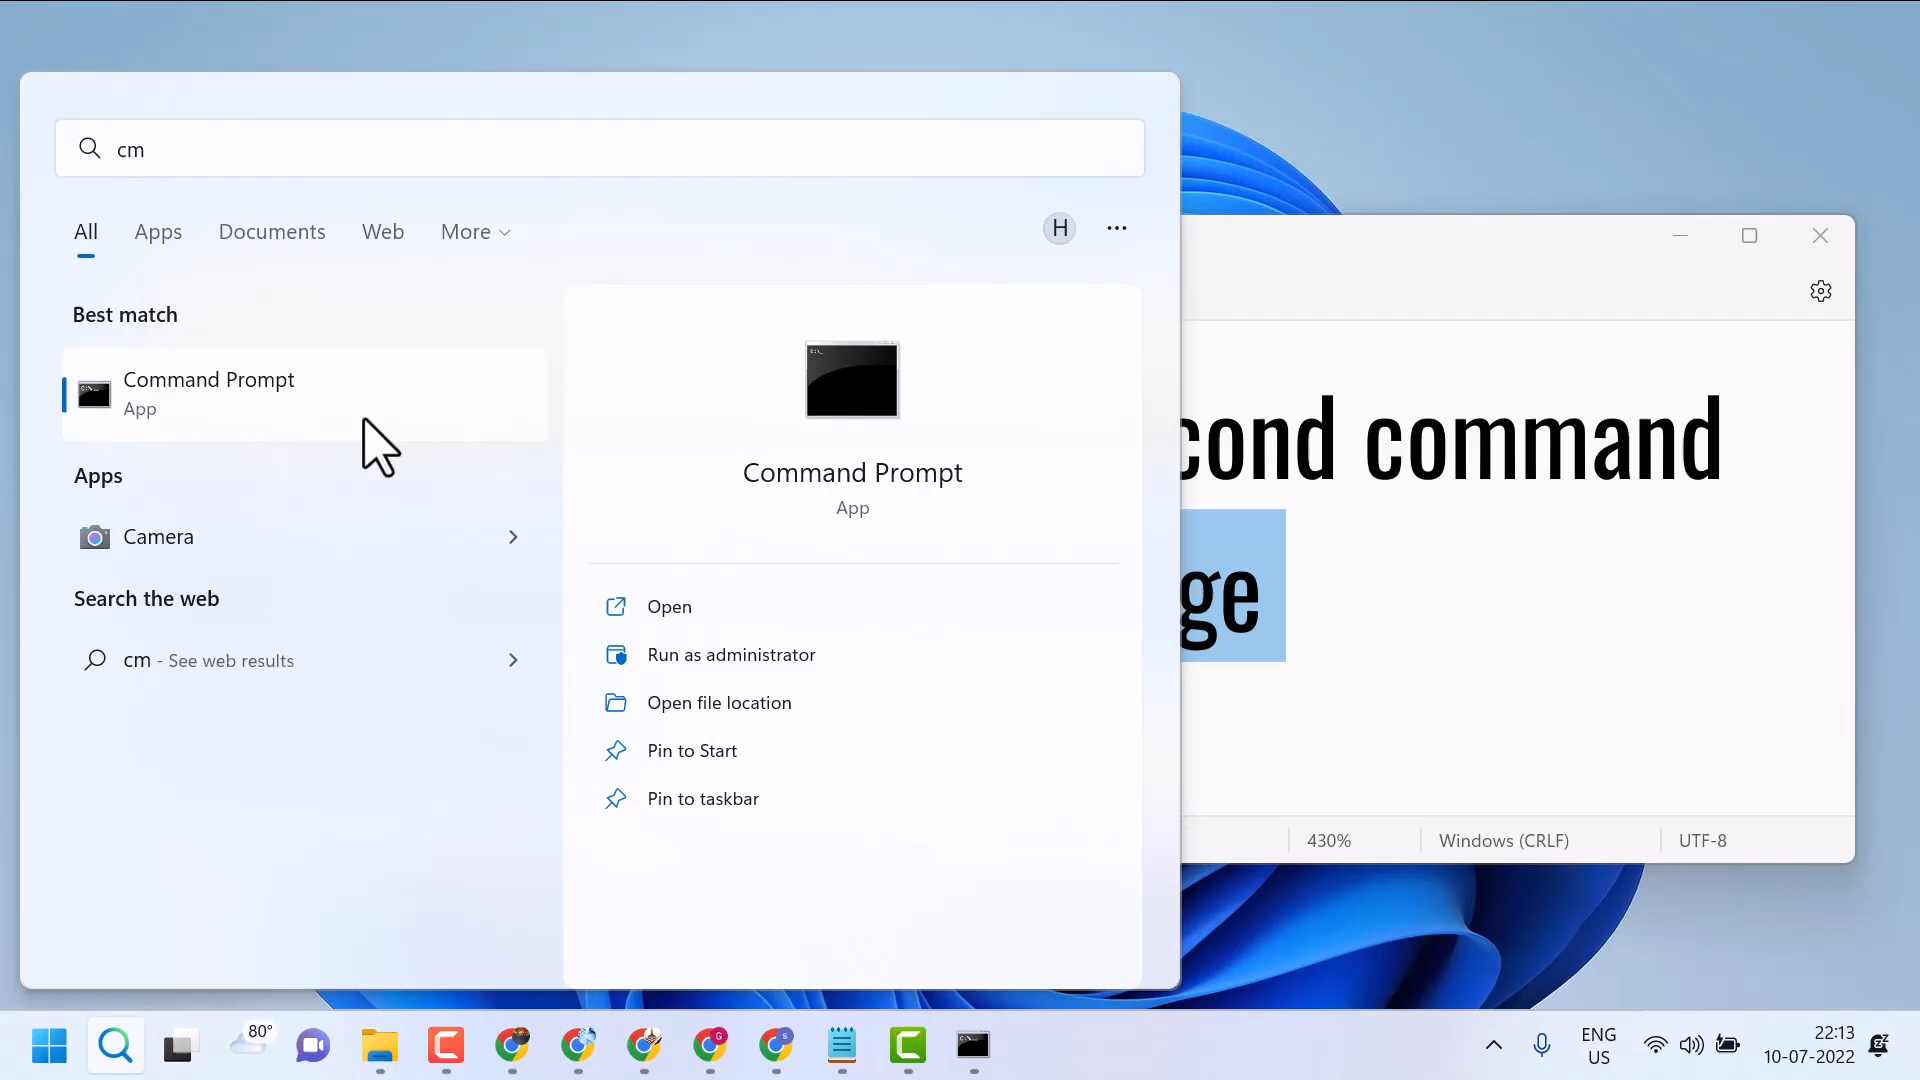 cm
All Apps Documents Web More
H
Best match
Command Prompt
App
Apps
Camera
Search the web
cm - See web results
Command Prompt
App
Open
Run as administrator
Open file location
Pin to Start
Pin to taskbar
cond command
ge
430% Windows (CRLF) UTF-8
80°
ENG
US
22:13
10-07-2022